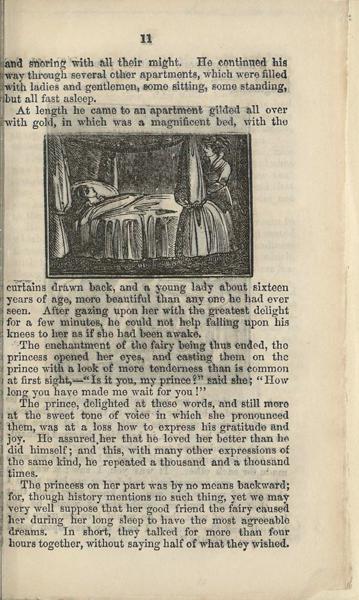 11
and snoring with all their might. He continued his
way through several other apartments, which were filled
with ladies and gentlemen, some sitting, some standing,
but all fast asleep.
At length he came to an apartment gilded all over
with gold, in which was a magnificent bed, with the
curtains drawn back, and a young lady about sixteen
years of age, more beautiful than any one he had ever
seen. After gazing upon her with the greatest delight
for a few minutes, he could not help falling upon his
knees to her as if she had been awake.
The enchantment of the fairy being thus ended, the
princess opened her eyes, and casting them on the
prince with a look of more tenderness than is common
at first sight,—“Is it you, my prince?” said she; “How
long you have made me wait for you!”
The prince, delighted at these words, and still more
at the sweet tone of voice in which she pronounced
them, was at a loss how to express his gratitude and
joy. He assured her that he loved her better than he
did himself; and this, with many other expressions of
the same kind, he repeated a thousand and a thousand
times.
The princess on her part was by no means backward;
for, though history mentions no such thing, yet we may
very well suppose that her good friend the fairy caused
her during her long sleep to have the most agreeable
dreams. In short, they talked for more than four
hours together, without saying half of what they wished.